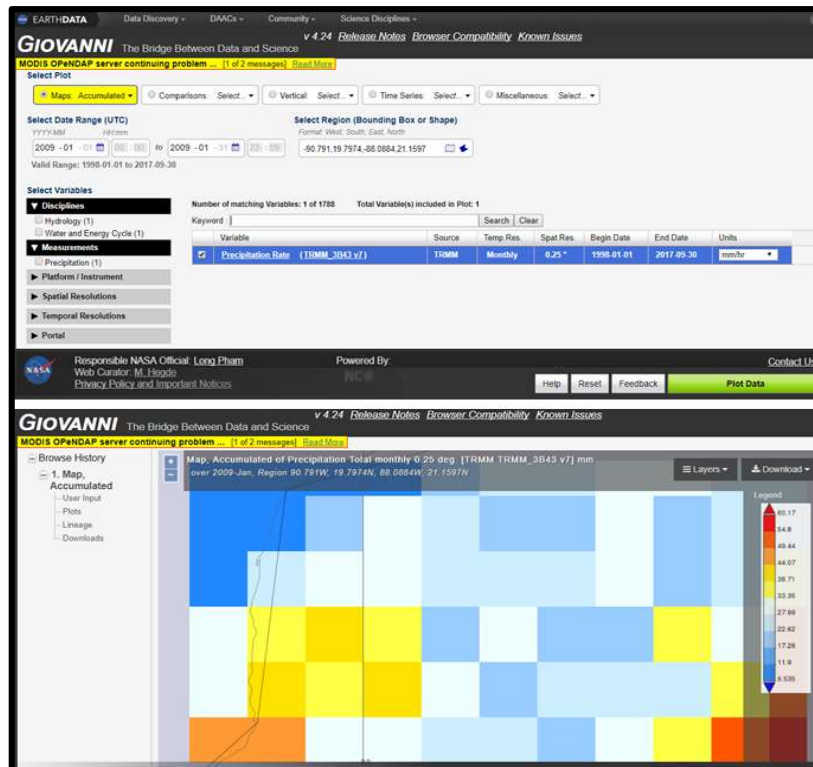 EARTHDATA Data Discovery DAACs Community Science Disciplines
GIOVANNI The Bridge Between Data and Science v 4.24 Release Notes Browser Compatibility Known Issues
MODIS OPeNDAP server continuing problem ... [1 of 2 messages] Read More
Select Plot
Maps: Accumulated Comparisons: Select... Vertical: Select... Time Series: Select... Miscellaneous: Select...
Select Date Range (UTC) Select Region (Bounding Box or Shape)
YYYY-MM HH:mm Format: West, South, East, North
2009 -01 -01 00 : 00 to 2009 -01 -31 23 : 59 -90.791,19.7974,-88.0884,21.1597
Valid Range: 1998-01-01 to 2017-09-30
Select Variables
Disciplines Number of matching Variables: 1 of 1788 Total Variable(s) included in Plot: 1
Hydrology (1) Keyword : Search Clear
Water and Energy Cycle (1) Variable Source Temp.Res. Spat.Res. Begin Date End Date Units
Measurements Precipitation Rate (TRMM_3B43 v7) TRMM Monthly 0.25 ° 1998-01-01 2017-09-30 mm/hr
Precipitation (1)
Platform / Instrument
Spatial Resolutions
Temporal Resolutions
Portal
NASA Responsible NASA Official: Long Pham Powered By: Contact Us
Web Curator: M. Hegde
Privacy Policy and Important Notices Help Reset Feedback Plot Data
GIOVANNI The Bridge Between Data and Science v 4.24 Release Notes Browser Compatibility Known Issues
MODIS OPeNDAP server continuing problem ... [1 of 2 messages] Read More
Browse History
1. Map, Accumulated
User Input
Plots
Lineage
Downloads
Map, Accumulated of Precipitation Total monthly 0.25 deg. [TRMM TRMM_3B43 v7] mm
over 2009-Jan, Region 90.791W, 19.7974N, 88.0884W, 21.1597N
Layers Download
Legend
60.17
54.8
49.44
44.07
38.71
33.35
27.98
22.62
17.26
11.9
6.535